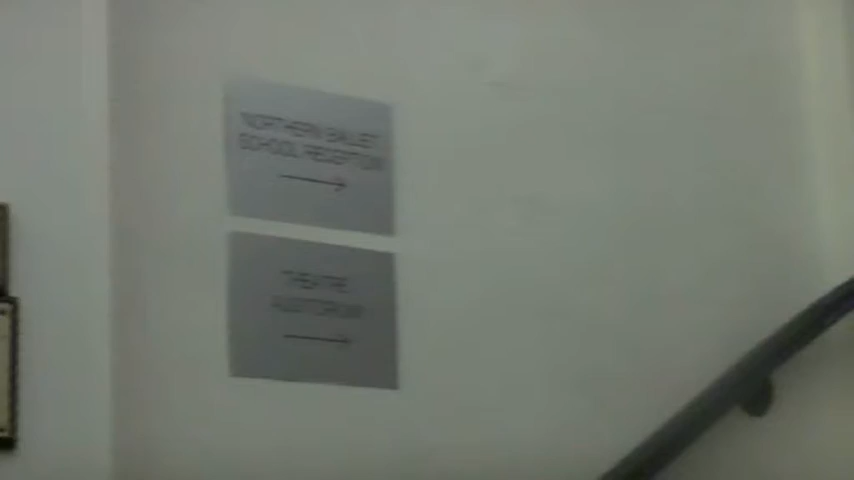 NORTHERN BALLET
SCHOOL RECEPTION
THEATRE
AUDITORIUM